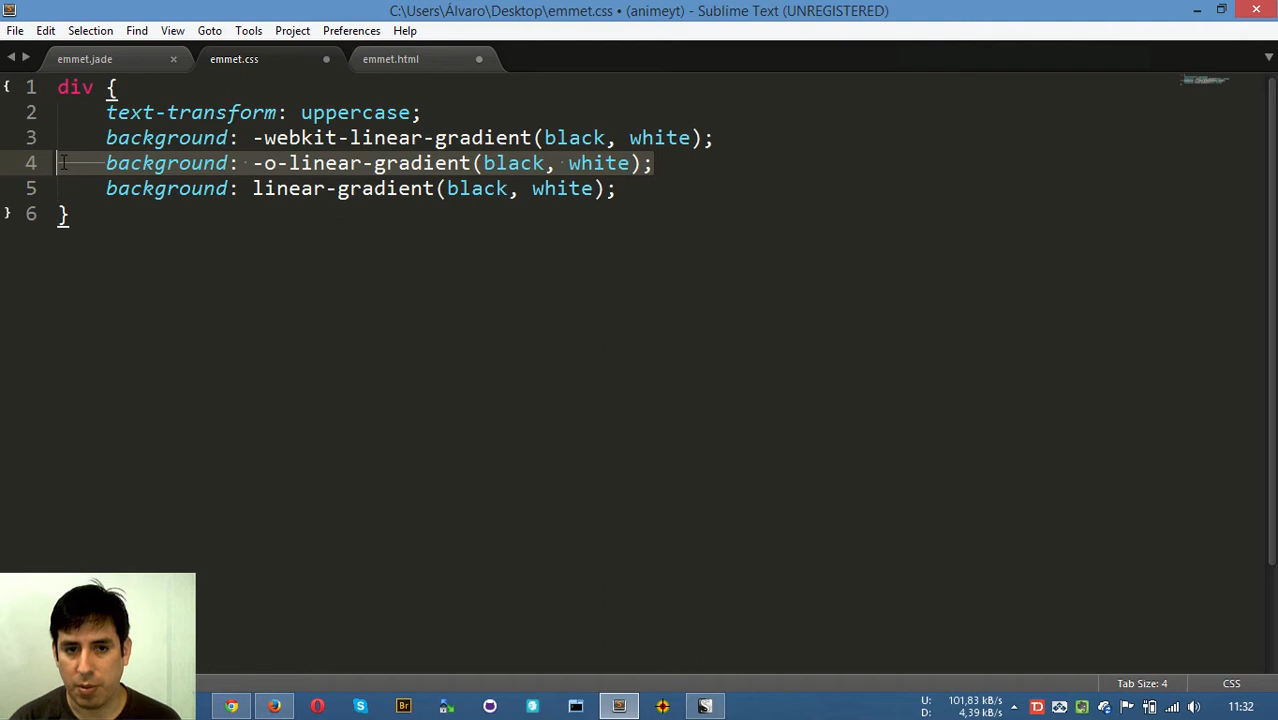 C:\Users\Álvaro\Desktop\emmet.css • (animeyt) - Sublime Text (UNREGISTERED)
File Edit Selection Find View Goto Tools Project Preferences Help
emmet.jade emmet.css emmet.html
1 div {
2 text-transform: uppercase;
3 background: -webkit-linear-gradient(black, white);
4 background: -o-linear-gradient(black, white);
5 background: linear-gradient(black, white);
6 }
Tab Size: 4 CSS
Br
U: 101,83 kB/s
D: 4,39 kB/s
TD
11:32